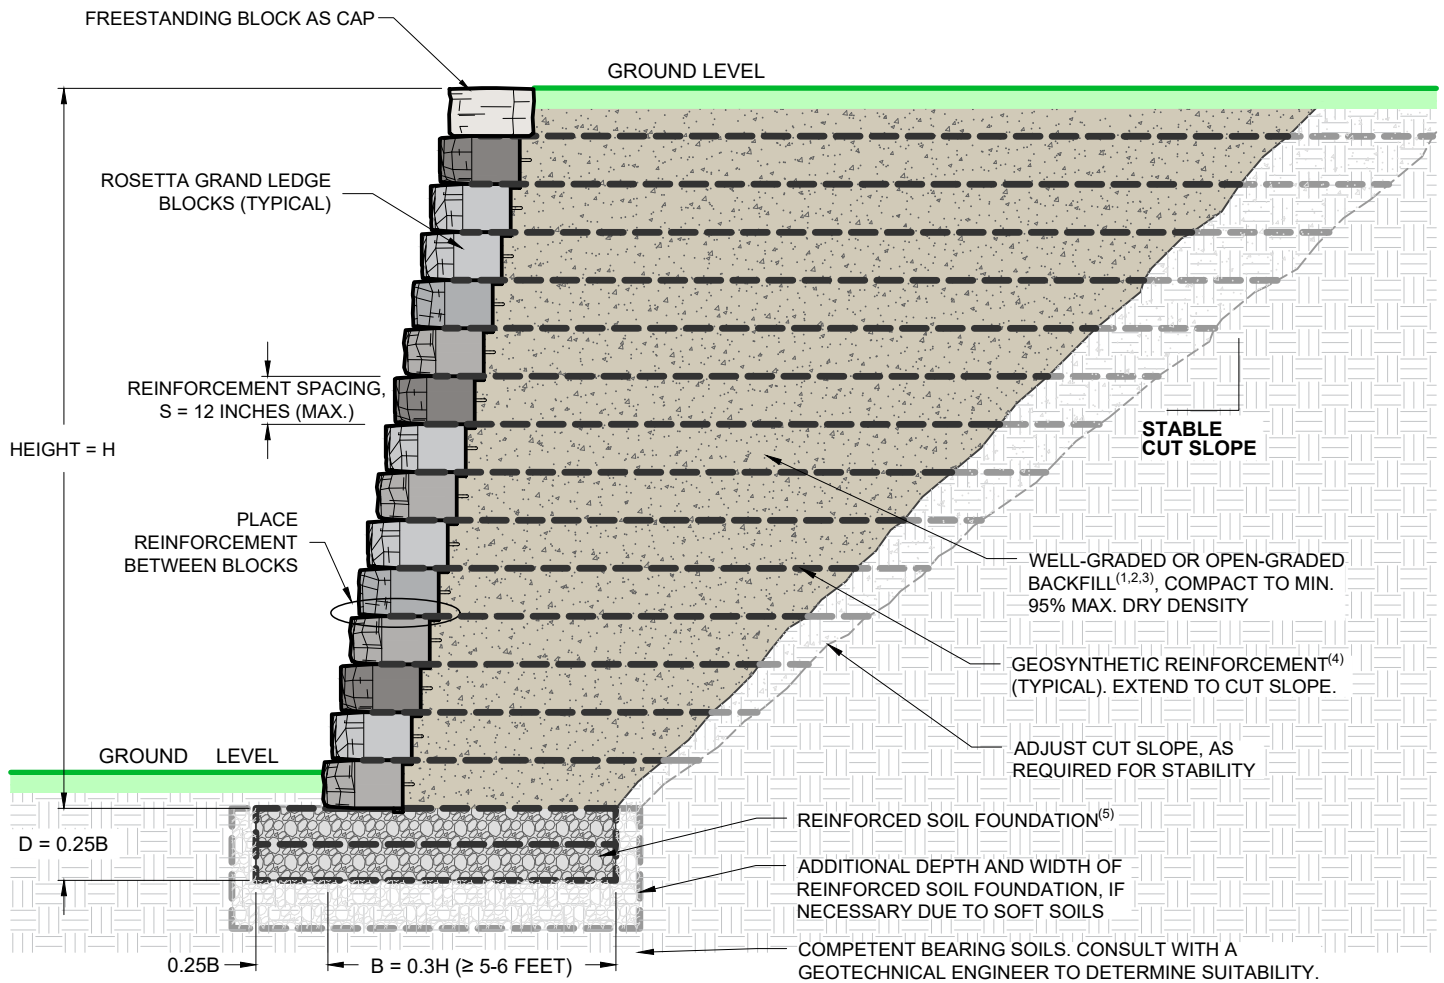 FREESTANDING BLOCK AS CAP
GROUND LEVEL
ROSETTA GRAND LEDGE
BLOCKS (TYPICAL)
REINFORCEMENT SPACING,
S = 12 INCHES (MAX.)
STABLE
CUT SLOPE
HEIGHT = H
PLACE
REINFORCEMENT
BETWEEN BLOCKS
WELL-GRADED OR OPEN-GRADED
BACKFILL(1,2,3), COMPACT TO MIN.
95% MAX. DRY DENSITY
GEOSYNTHETIC REINFORCEMENT(4)
(TYPICAL). EXTEND TO CUT SLOPE.
GROUND LEVEL
ADJUST CUT SLOPE, AS
REQUIRED FOR STABILITY
REINFORCED SOIL FOUNDATION(5)
D = 0.25B
ADDITIONAL DEPTH AND WIDTH OF
REINFORCED SOIL FOUNDATION, IF
NECESSARY DUE TO SOFT SOILS
0.25B
B = 0.3H (≥ 5-6 FEET)
COMPETENT BEARING SOILS. CONSULT WITH A
GEOTECHNICAL ENGINEER TO DETERMINE SUITABILITY.